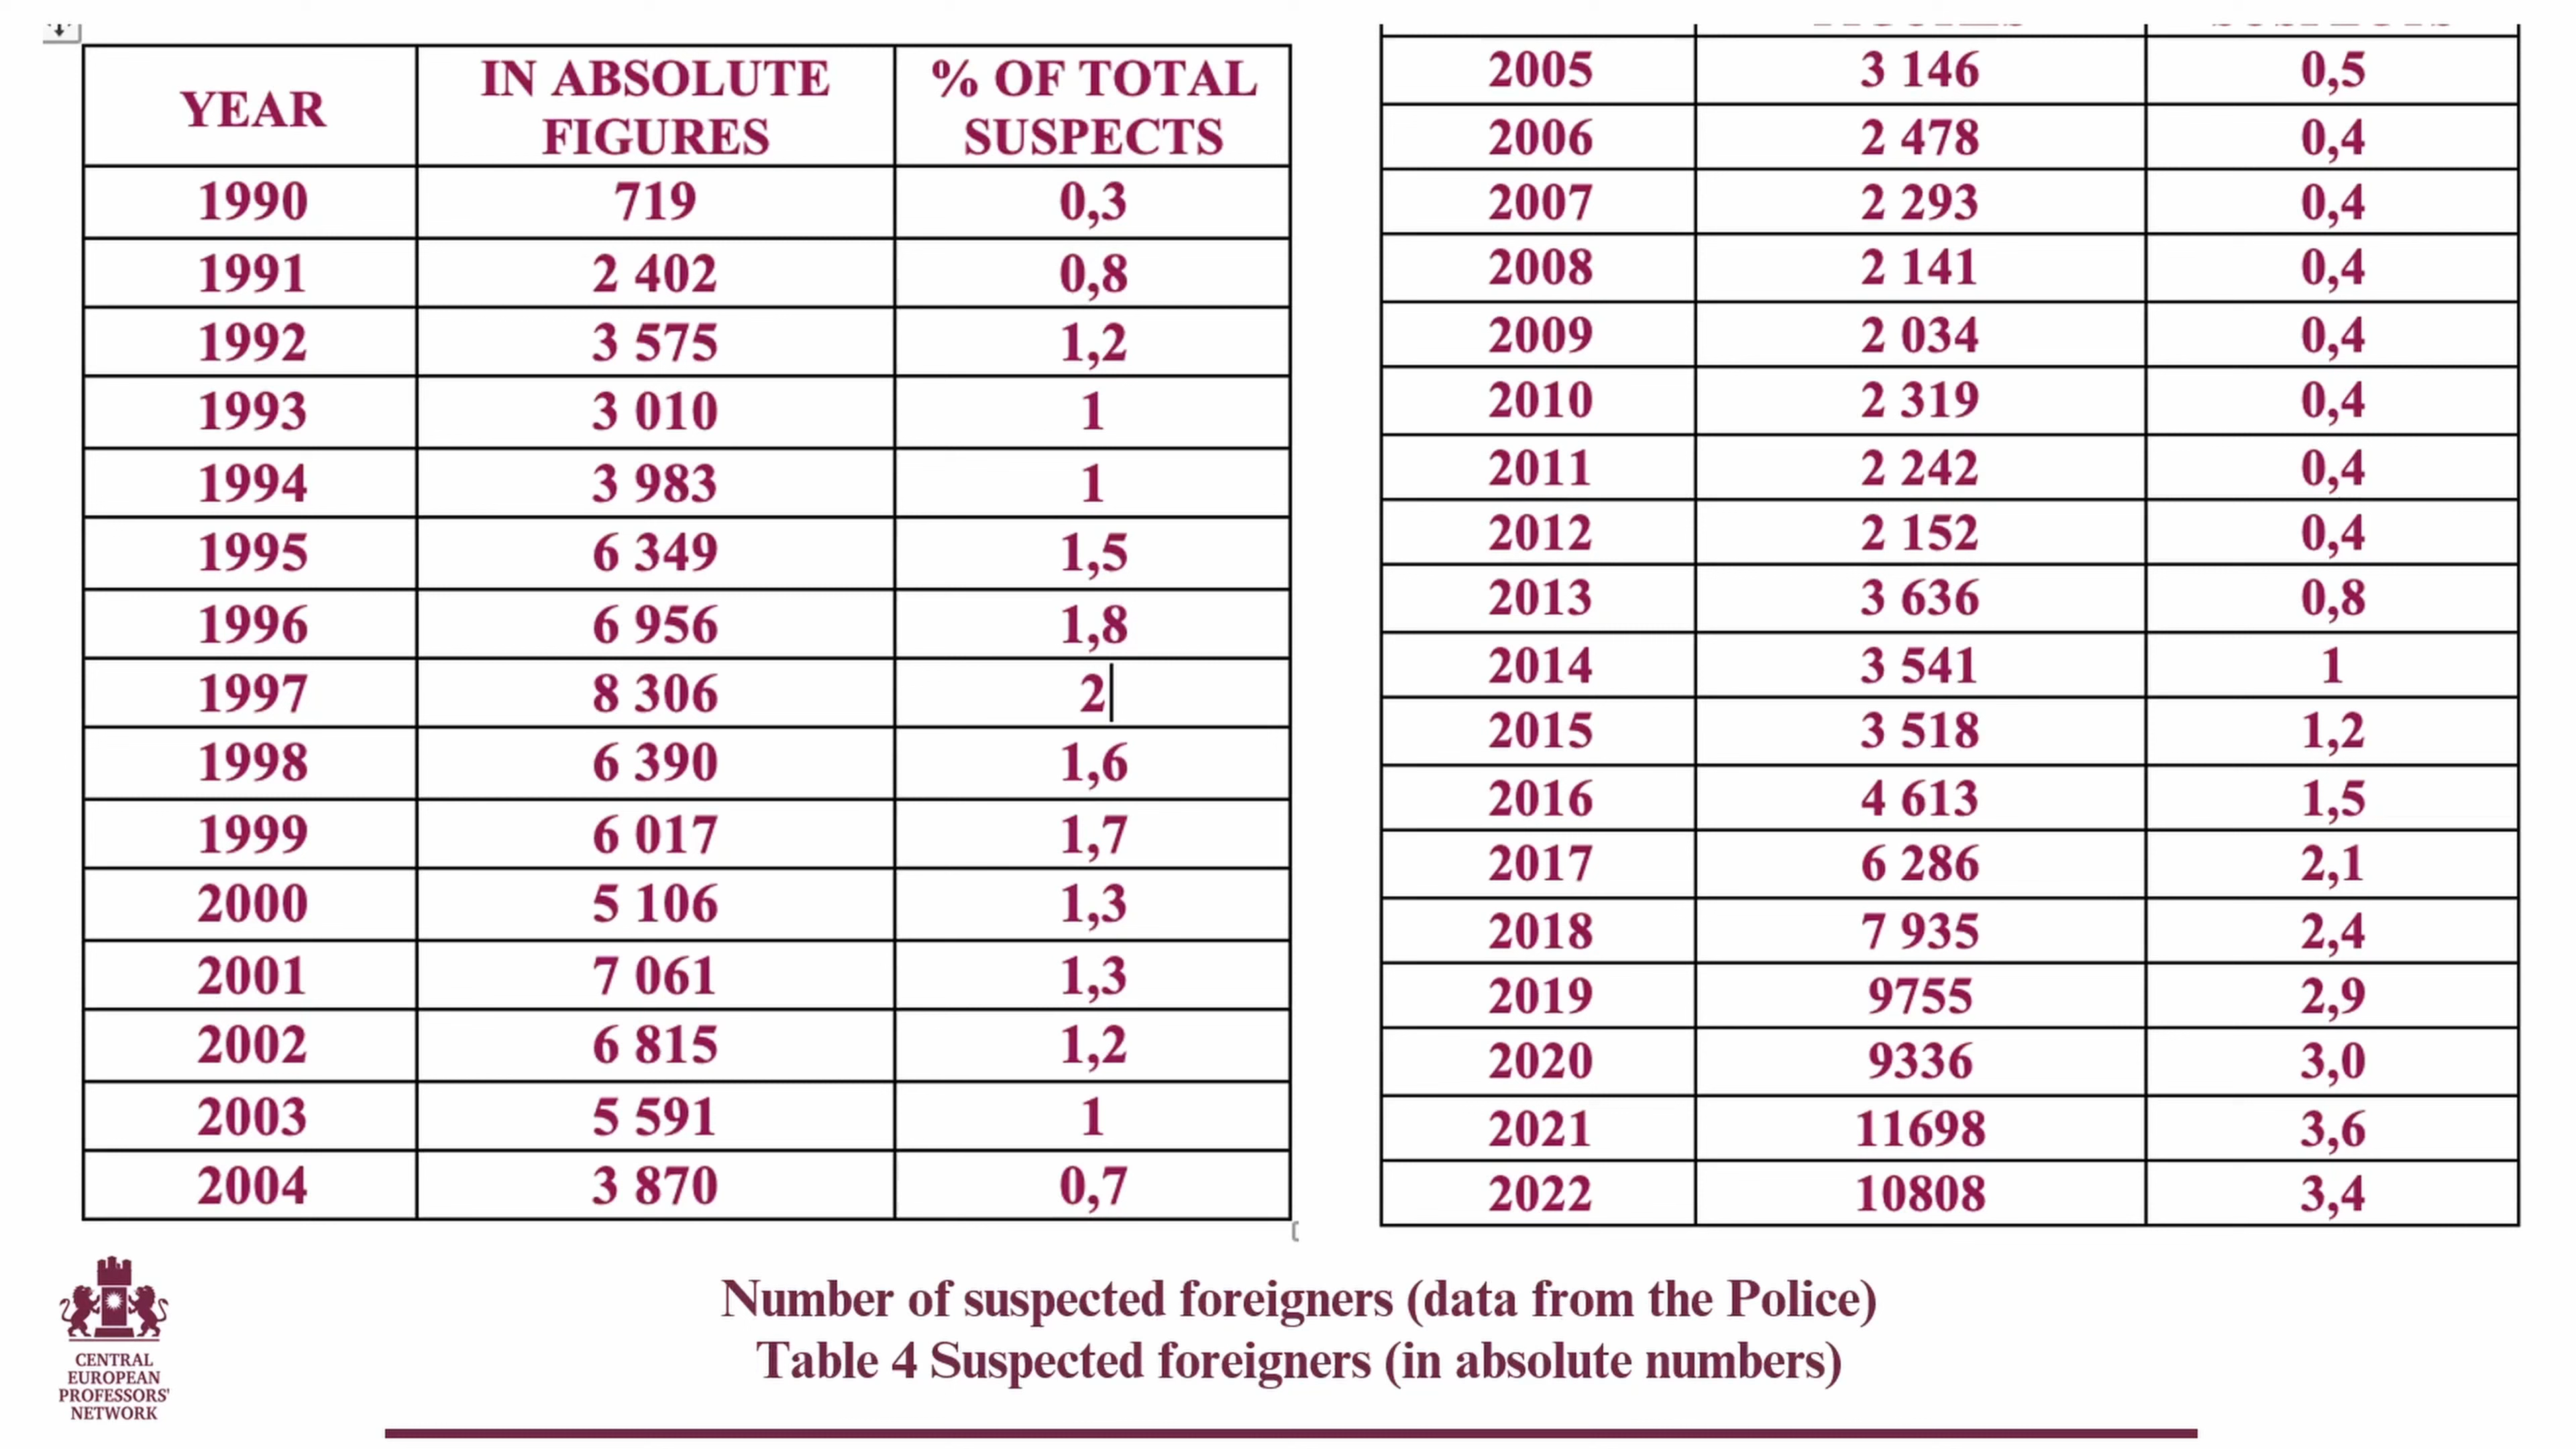 YEAR IN ABSOLUTE FIGURES % OF TOTAL SUSPECTS
1990 719 0,3
1991 2 402 0,8
1992 3 575 1,2
1993 3 010 1
1994 3 983 1
1995 6 349 1,5
1996 6 956 1,8
1997 8 306 2
1998 6 390 1,6
1999 6 017 1,7
2000 5 106 1,3
2001 7 061 1,3
2002 6 815 1,2
2003 5 591 1
2004 3 870 0,7
2005 3 146 0,5
2006 2 478 0,4
2007 2 293 0,4
2008 2 141 0,4
2009 2 034 0,4
2010 2 319 0,4
2011 2 242 0,4
2012 2 152 0,4
2013 3 636 0,8
2014 3 541 1
2015 3 518 1,2
2016 4 613 1,5
2017 6 286 2,1
2018 7 935 2,4
2019 9755 2,9
2020 9336 3,0
2021 11698 3,6
2022 10808 3,4
Number of suspected foreigners (data from the Police)
Table 4 Suspected foreigners (in absolute numbers)
CENTRAL
EUROPEAN
PROFESSORS'
NETWORK